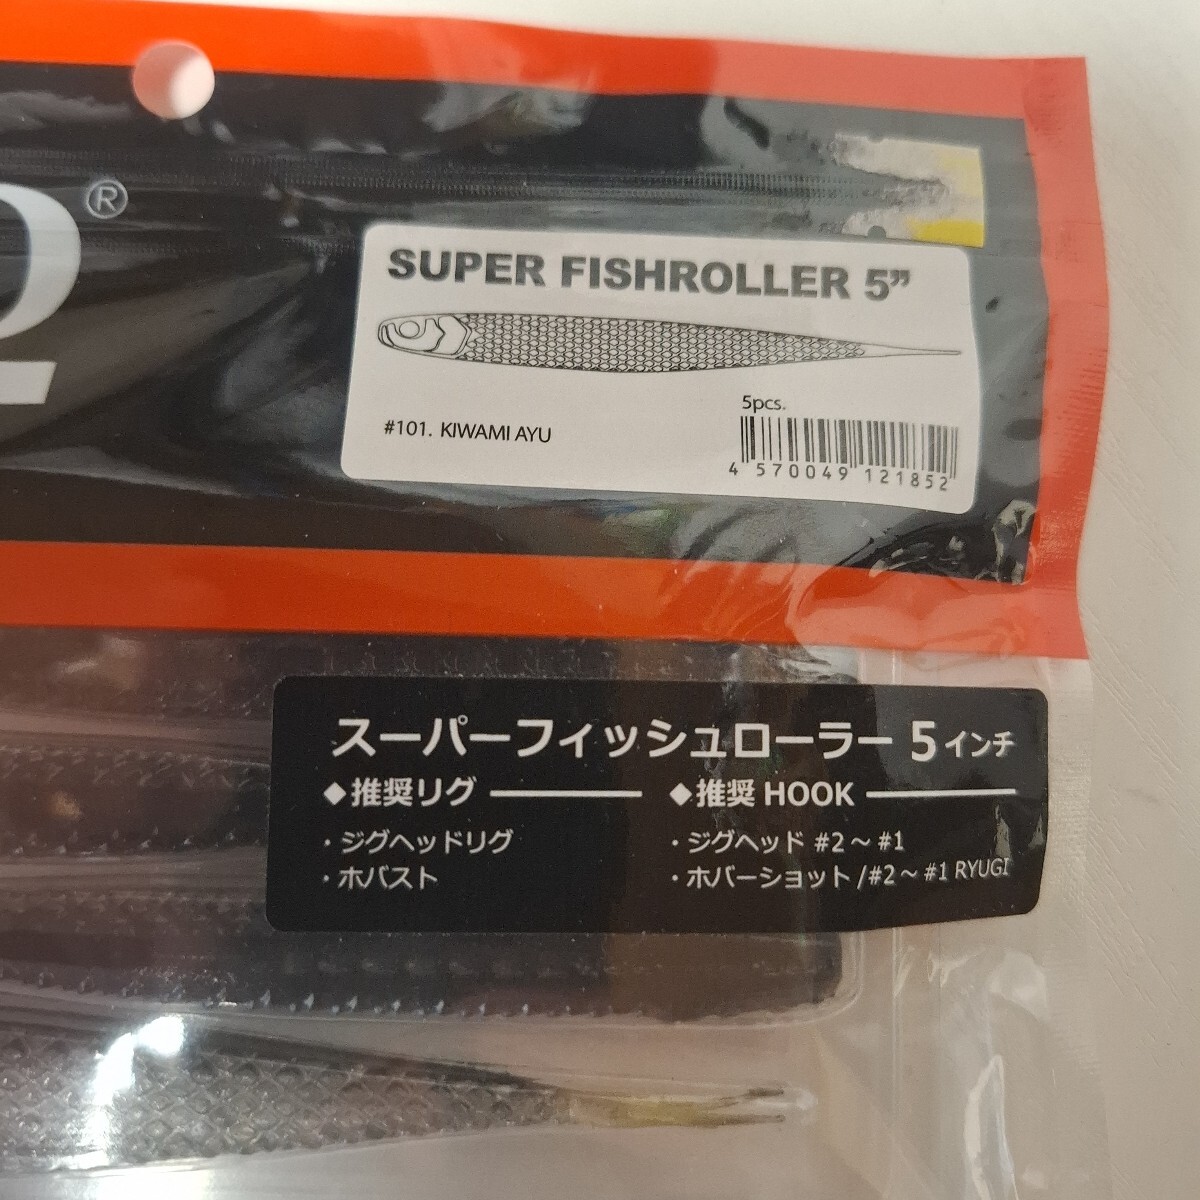 2®
SUPER FISHROLLER 5”
#101. KIWAMI AYU
5pcs.
4 570049 121852
スーパーフィッシュローラー 5インチ
◆推奨リグ
・ジグヘッドリグ
・ホバスト
◆推奨 HOOK
・ジグヘッド #2～#1
・ホバーショット/#2～#1 RYUGI